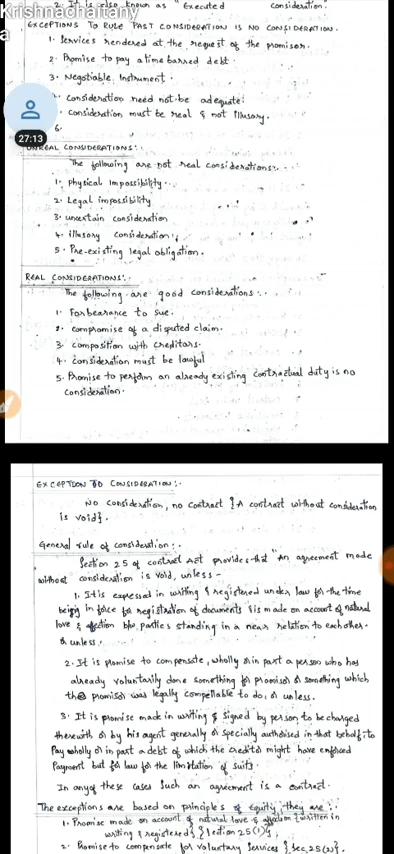 Krishnachaitany
a
2. It is also known as "Executed consideration.
EXCEPTIONS TO RULE PAST CONSIDERATION IS NO CONSIDERATION.
1. Services rendered at the request of the promisor.
2. Promise to pay a time barred debt.
3. Negotiable Instrument.
consideration need not be adequate.
consideration must be real & not Illusory.
6.
27:13
UNREAL CONSIDERATIONS:.
The following are not real considerations:.
1. Physical Impossibility.
2. Legal impossibility
3. uncertain consideration
4. illusory consideration
5. Pre-existing legal obligation.
REAL CONSIDERATIONS:.
The following are good considerations:.
1. Forbearance to sue.
2. compromise of a disputed claim.
3. composition with creditors.
4. consideration must be lawful
5. Promise to perform an already existing contractual duty is no
consideration.
EXCEPTION TO CONSIDERATION:.
No consideration, no contract {A contract without consideration
is void}.
General rule of consideration:.
Section 25 of contract Act provides that "An agreement made
without consideration is void, unless -
1. It is expressed in writing & registered under law for the time
being in force for registration of documents & is made on account of natural
love & affection b/w parties standing in a near relation to each other.
or unless.
2. It is promise to compensate, wholly or in part a person who has
already voluntarily done something for promisor or something which
the promisor was legally compellable to do, or unless.
3. It is promise made in writing & signed by person to be charged
therewith or by his agent generally or specially authorised in that behalf, to
Pay wholly or in part a debt of which the creditor might have enforced
Payment but for law for the limitation of suits.
In any of these cases such an agreement is a contract.
The exceptions are based on principles of equity, they are:.
1. Promise made on account of natural love & affection {written in
writing & registered} {section 25(1)},
2. Promise to compensate for voluntary services {Sec. 25(2)}.